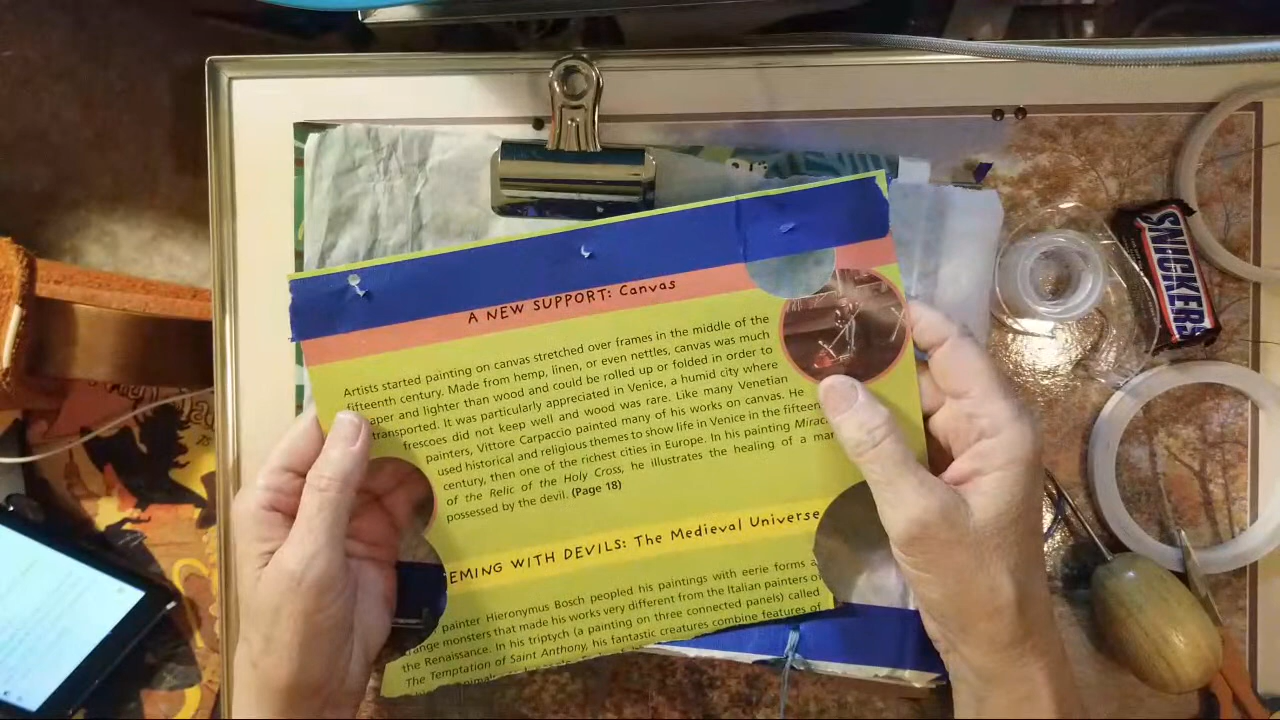 A NEW SUPPORT: Canvas
Artists started painting on canvas stretched over frames in the middle of the
fifteenth century. Made from hemp, linen, or even nettles, canvas was much
aper and lighter than wood and could be rolled up or folded in order to
transported. It was particularly appreciated in Venice, a humid city where
frescoes did not keep well and wood was rare. Like many Venetian
painters, Vittore Carpaccio painted many of his works on canvas. He
used historical and religious themes to show life in Venice in the fifteen
century, then one of the richest cities in Europe. In his painting Mirac
of the Relic of the Holy Cross, he illustrates the healing of a mar
possessed by the devil. (Page 18)
EMING WITH DEVILS: The Medieval Universe
painter Hieronymus Bosch peopled his paintings with eerie forms a
range monsters that made his works very different from the Italian painters o
the Renaissance. In his triptych (a painting on three connected panels) called
The Temptation of Saint Anthony, his fantastic creatures combine features of
SNICKERS